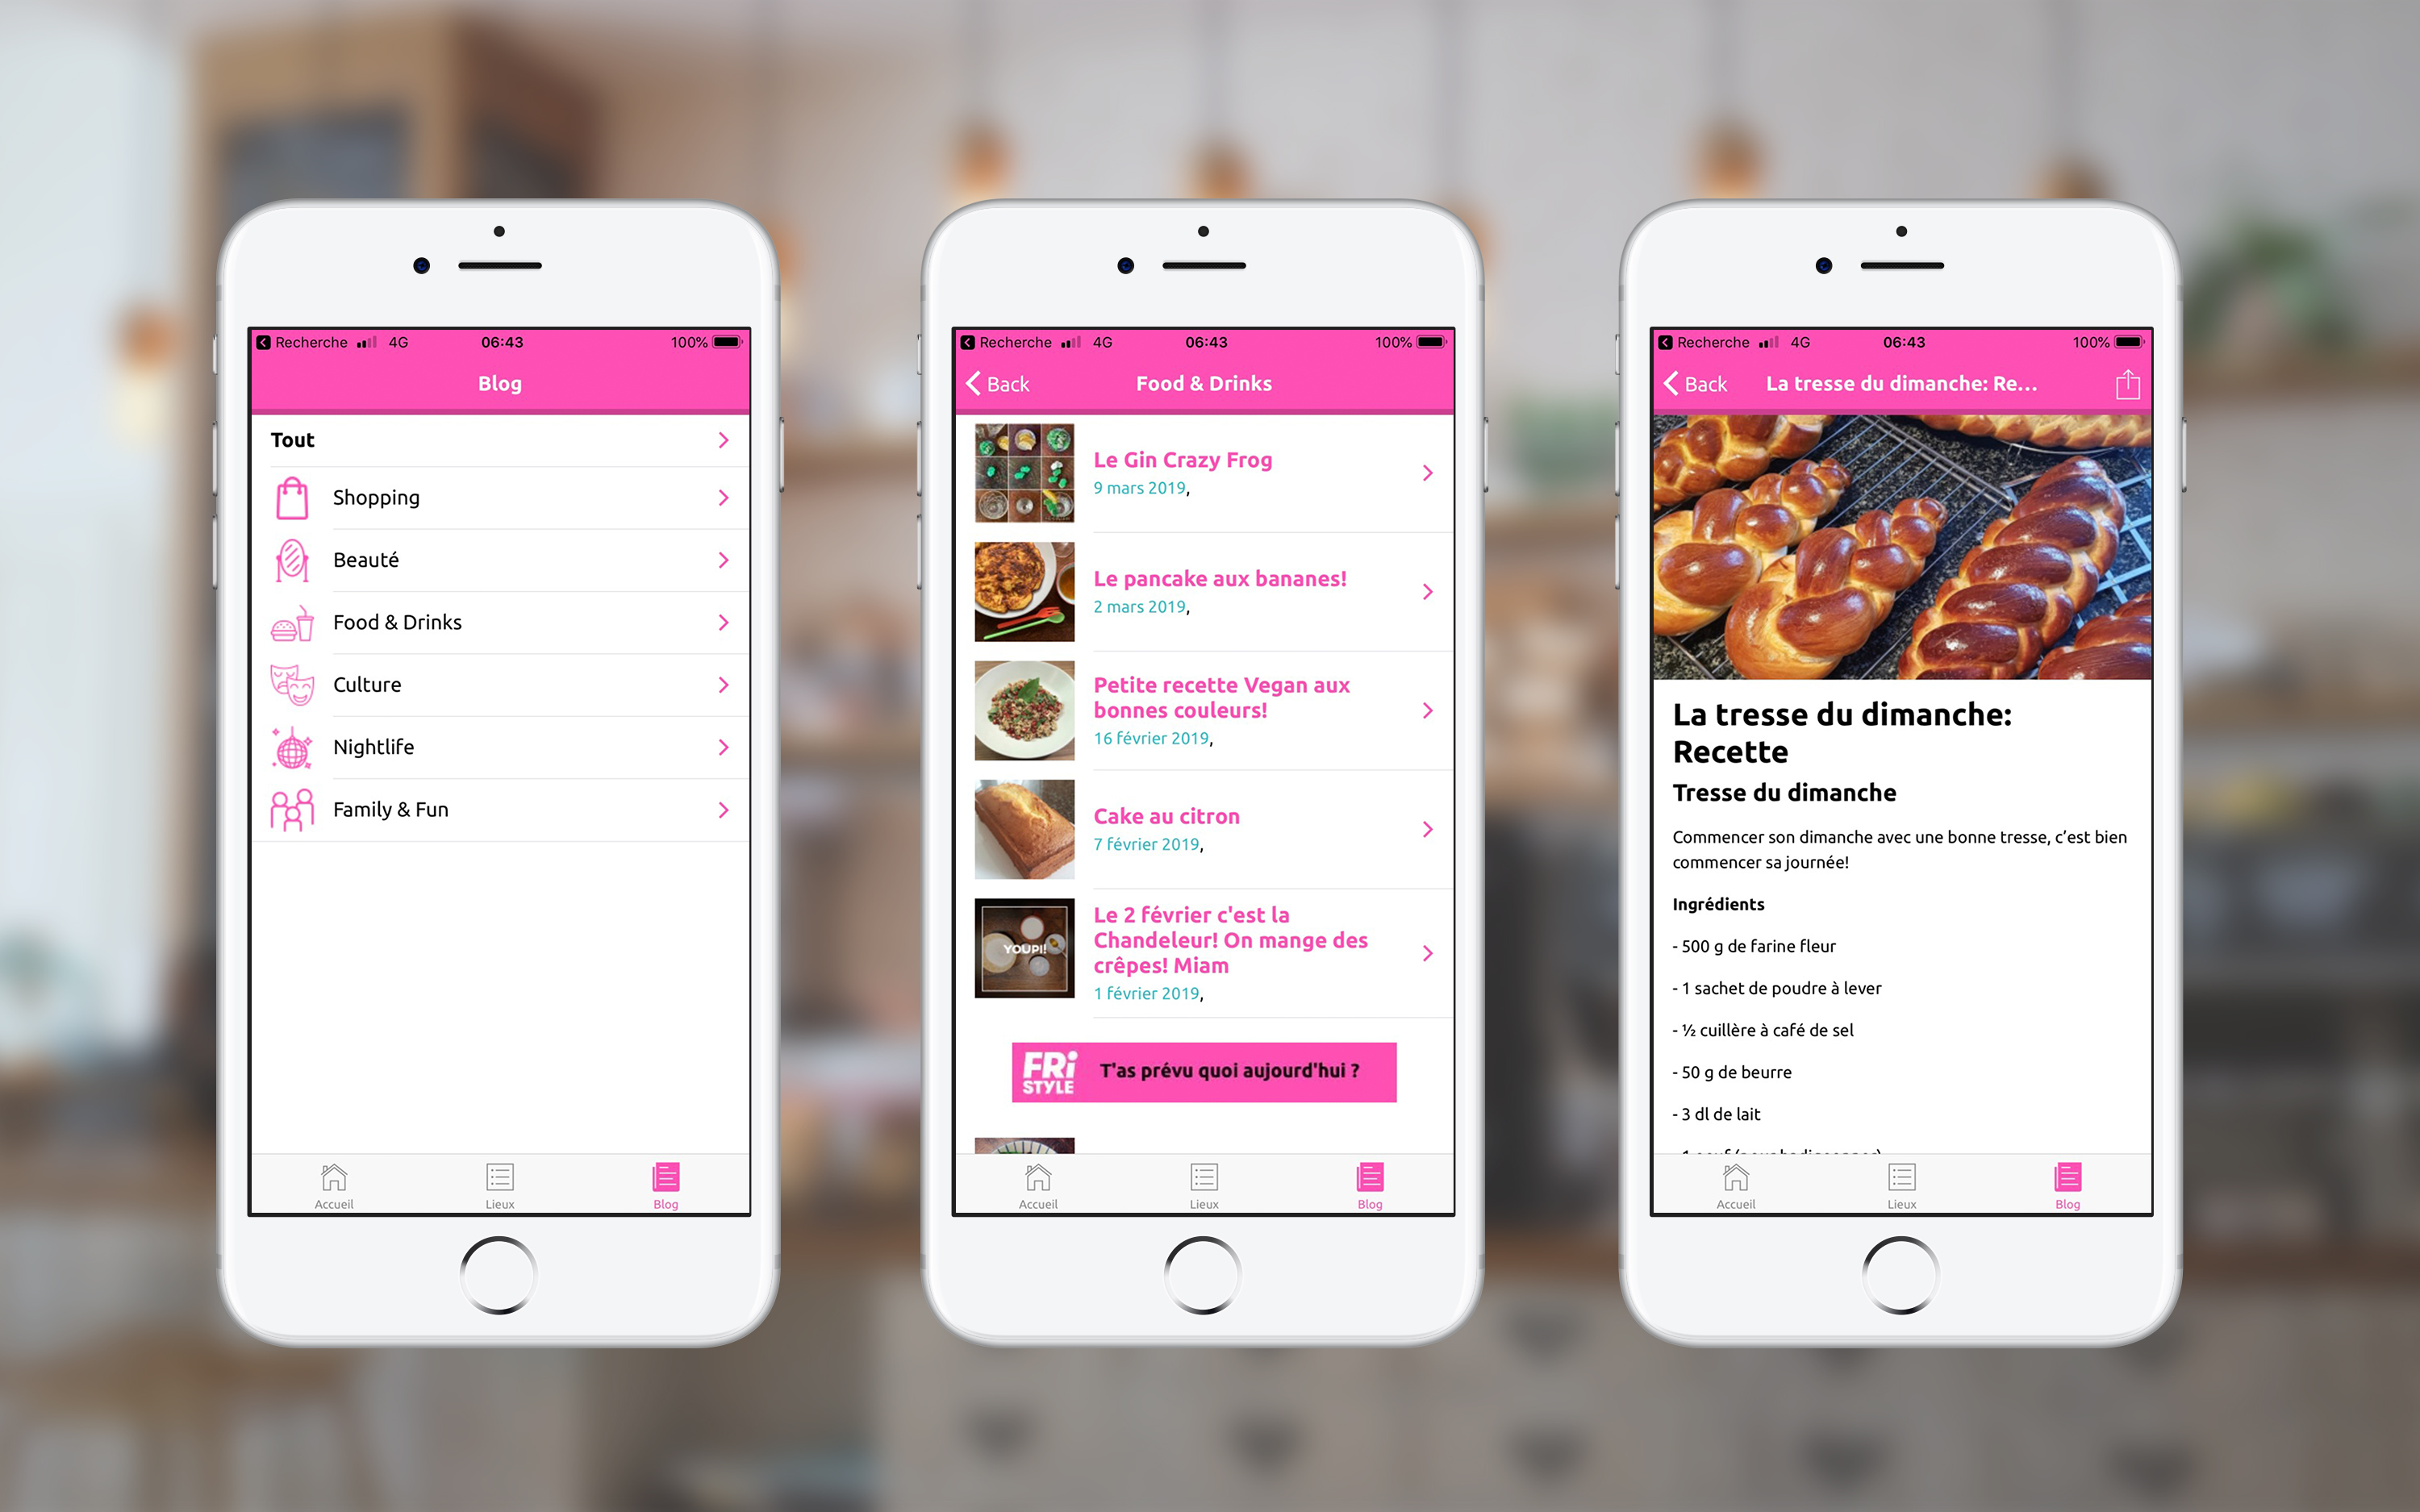 Recherche 4G 06:43 100%
Blog
Tout
Shopping
Beauté
Food & Drinks
Culture
Nightlife
Family & Fun
Accueil Lieux Blog
Recherche 4G 06:43 100%
Back Food & Drinks
Le Gin Crazy Frog
9 mars 2019,
Le pancake aux bananes!
2 mars 2019,
Petite recette Vegan aux
bonnes couleurs!
16 février 2019,
Cake au citron
7 février 2019,
YOUPI!
Le 2 février c'est la
Chandeleur! On mange des
crêpes! Miam
1 février 2019,
FRi
STYLE
T'as prévu quoi aujourd'hui ?
Accueil Lieux Blog
Recherche 4G 06:43 100%
Back La tresse du dimanche: Re...
La tresse du dimanche:
Recette
Tresse du dimanche
Commencer son dimanche avec une bonne tresse, c’est bien
commencer sa journée!
Ingrédients
- 500 g de farine fleur
- 1 sachet de poudre à lever
- ½ cuillère à café de sel
- 50 g de beurre
- 3 dl de lait
Accueil Lieux Blog